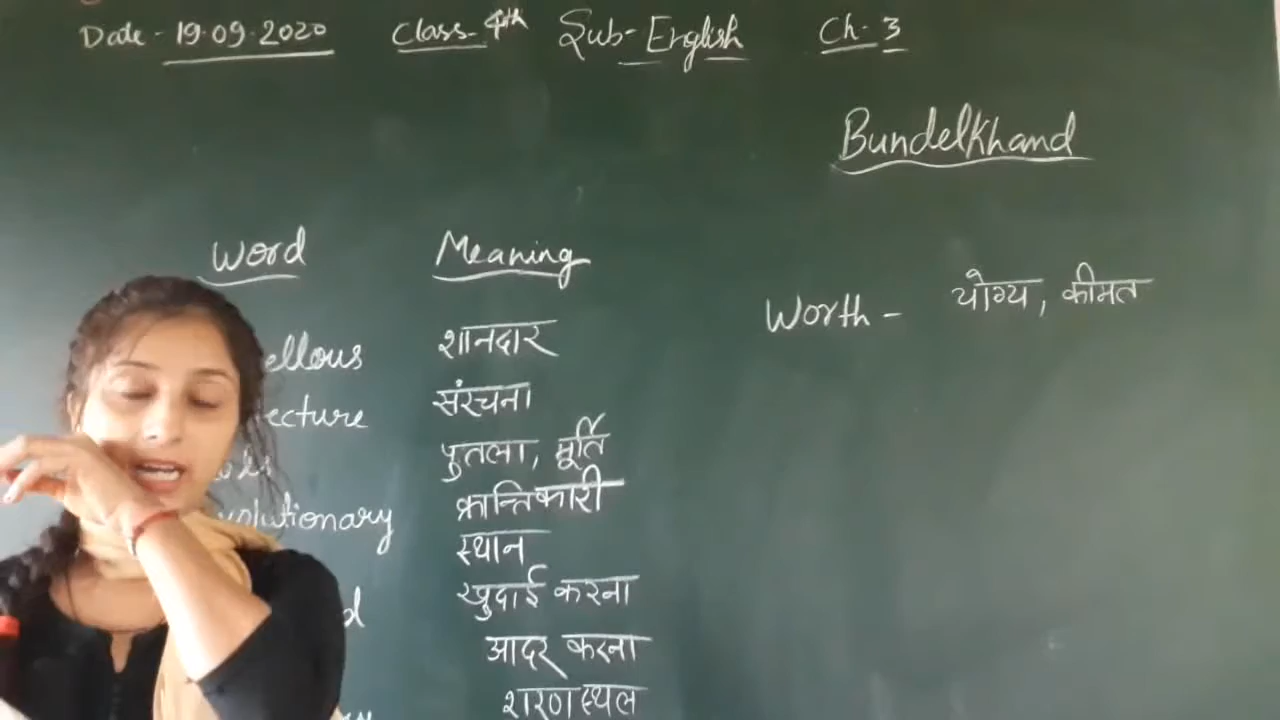 Date - 19.09.2020 Class- 4th Sub- English Ch- 3
Bundelkhand
Word Meaning
Worth - योग्य, कीमत
ellous शानदार
ecture संरचना
पुतला, मूर्ति
olutionary क्रान्तिकारी
स्थान
d खुदाई करना
आदर करना
शरणस्थल